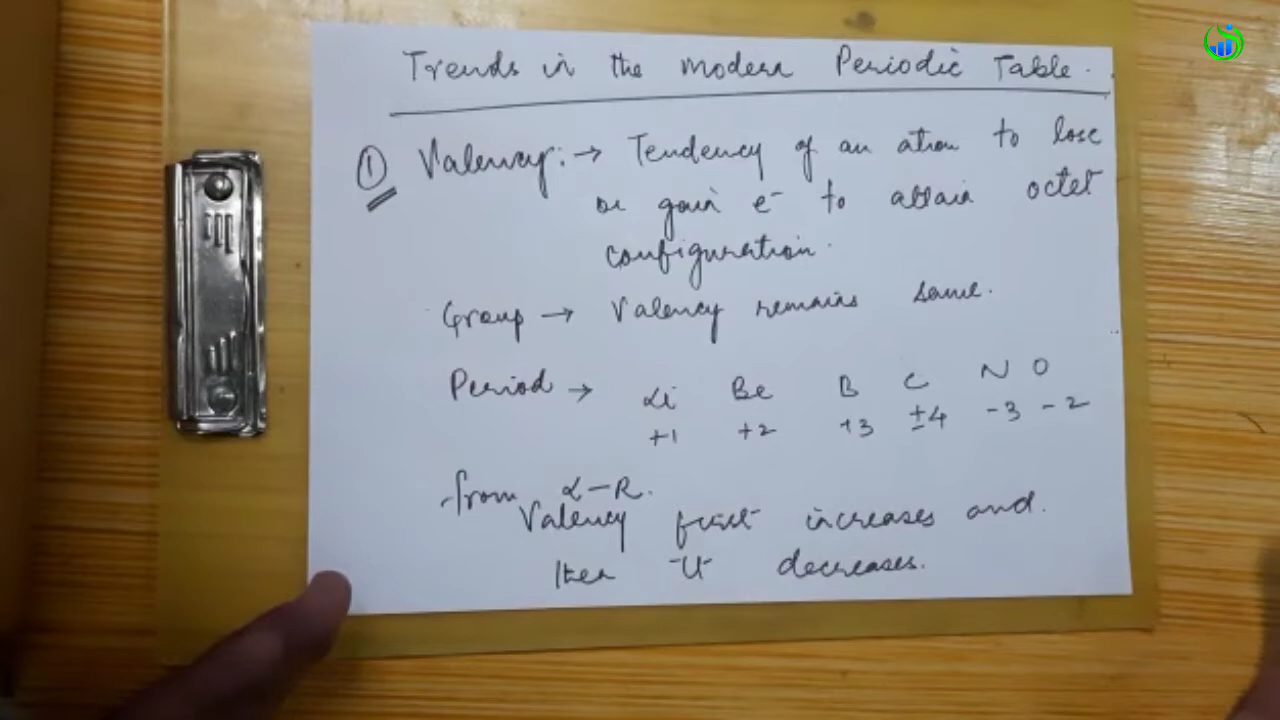 Trends in the modern Periodic Table.
① Valency:→ Tendency of an atom to lose
or gain e⁻ to attain octet
configuration.
Group → Valency remains same.
Period → Li Be B C N O
+1 +2 +3 ±4 -3 -2
from L-R.
Valency first increases and.
then it decreases.